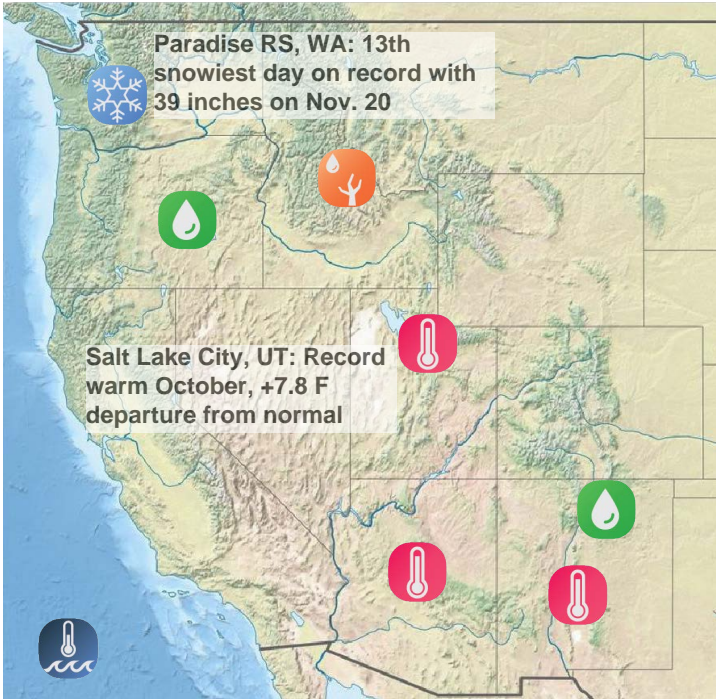 Paradise RS, WA: 13th
snowiest day on record with
39 inches on Nov. 20
Salt Lake City, UT: Record
warm October, +7.8 F
departure from normal